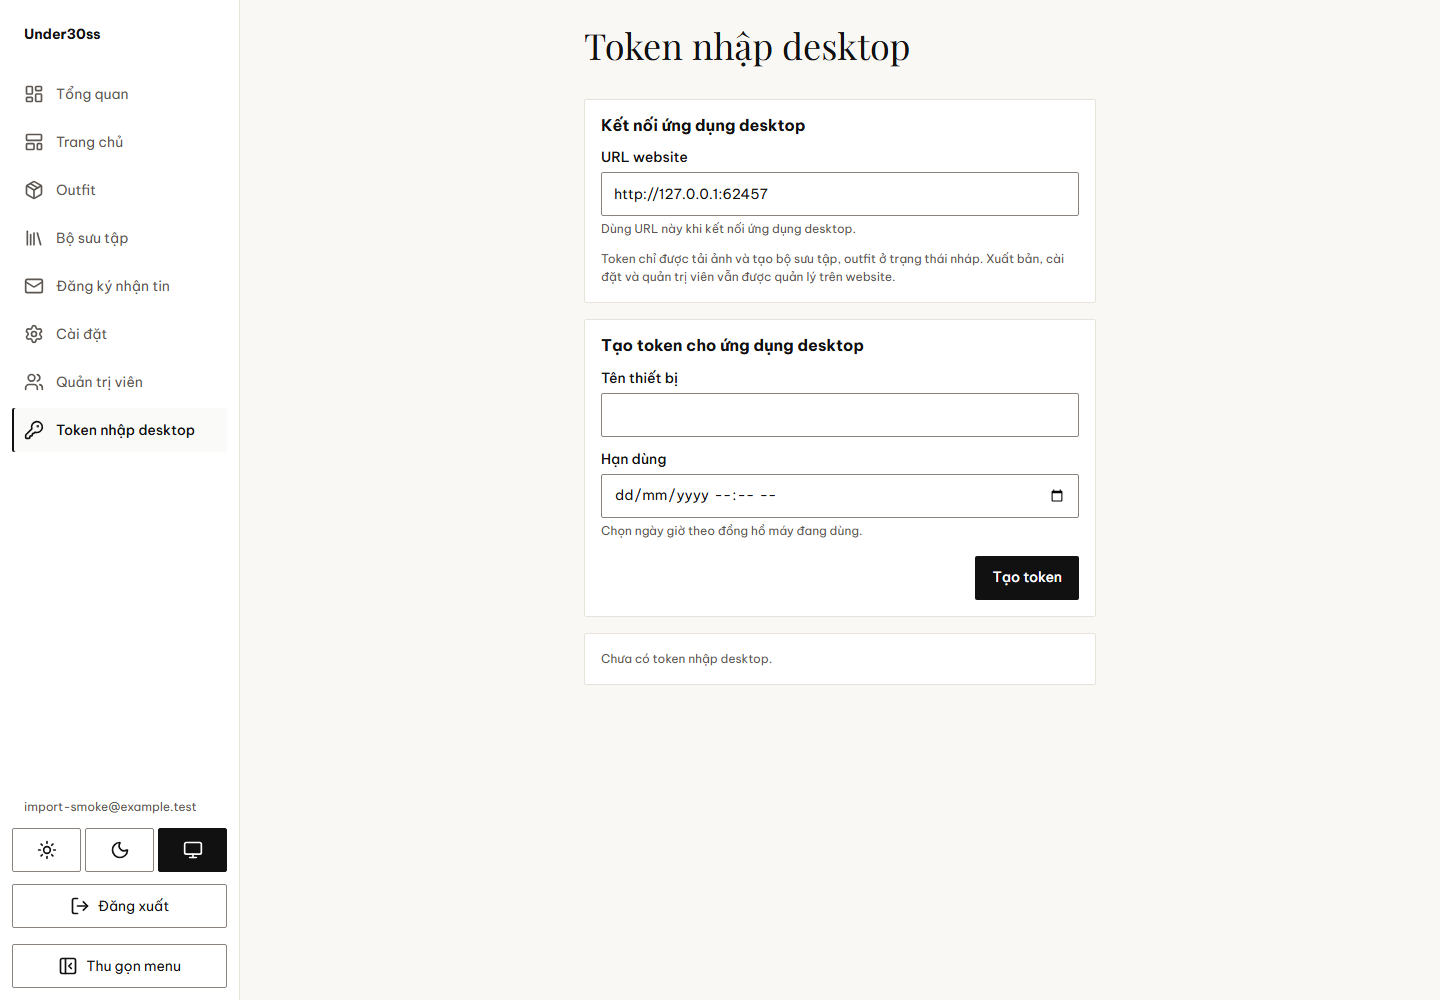 Under30ss
Tổng quan
Trang chủ
Outfit
Bộ sưu tập
Đăng ký nhận tin
Cài đặt
Quản trị viên
Token nhập desktop
import-smoke@example.test
Đăng xuất
Thu gọn menu
Token nhập desktop
Kết nối ứng dụng desktop
URL website
http://127.0.0.1:62457
Dùng URL này khi kết nối ứng dụng desktop.
Token chỉ được tải ảnh và tạo bộ sưu tập, outfit ở trạng thái nháp. Xuất bản, cài
đặt và quản trị viên vẫn được quản lý trên website.
Tạo token cho ứng dụng desktop
Tên thiết bị
Hạn dùng
dd/mm/yyyy --:-- --
Chọn ngày giờ theo đồng hồ máy đang dùng.
Tạo token
Chưa có token nhập desktop.